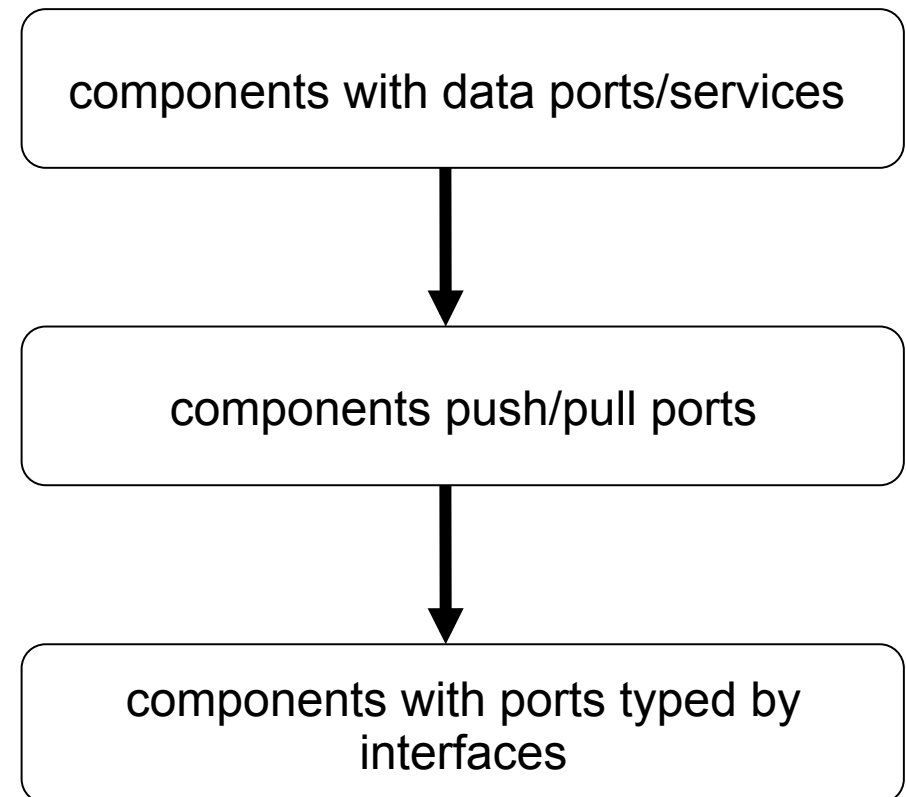 components with data ports/services
components push/pull ports
components with ports typed by
interfaces